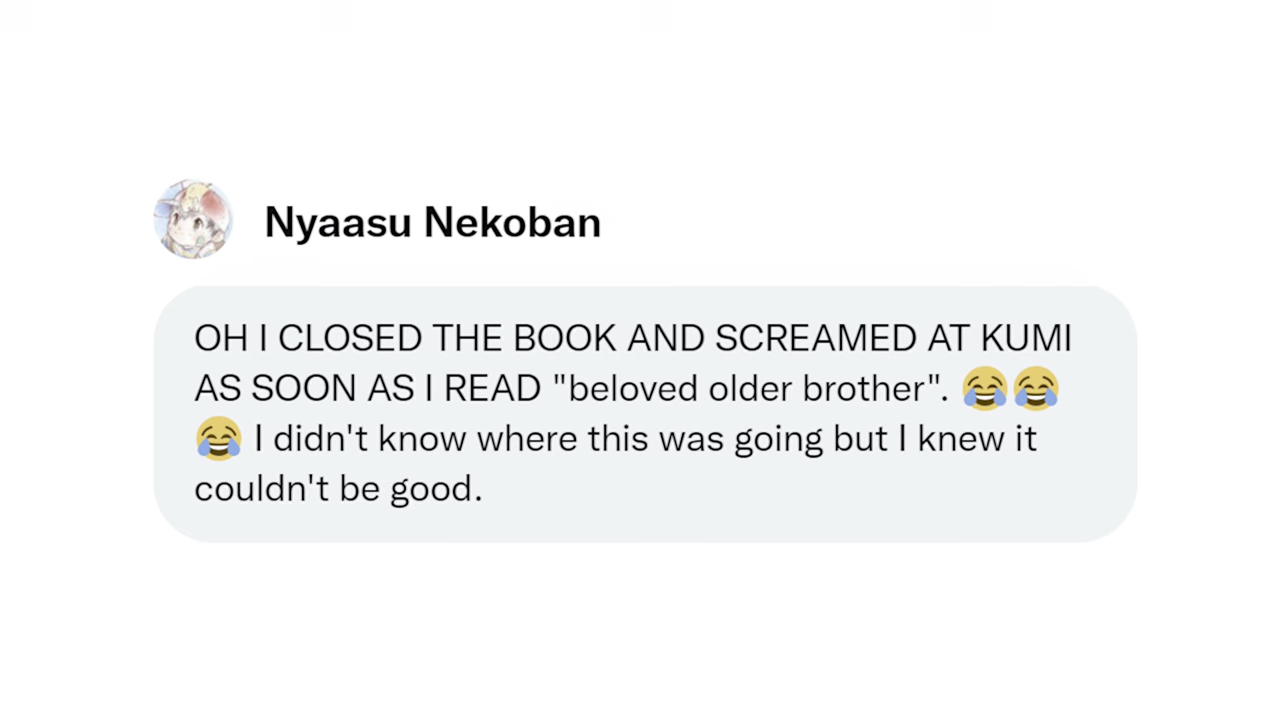 Nyaasu Nekoban
OH I CLOSED THE BOOK AND SCREAMED AT KUMI
AS SOON AS I READ "beloved older brother". 😂😂
😂 I didn't know where this was going but I knew it
couldn't be good.